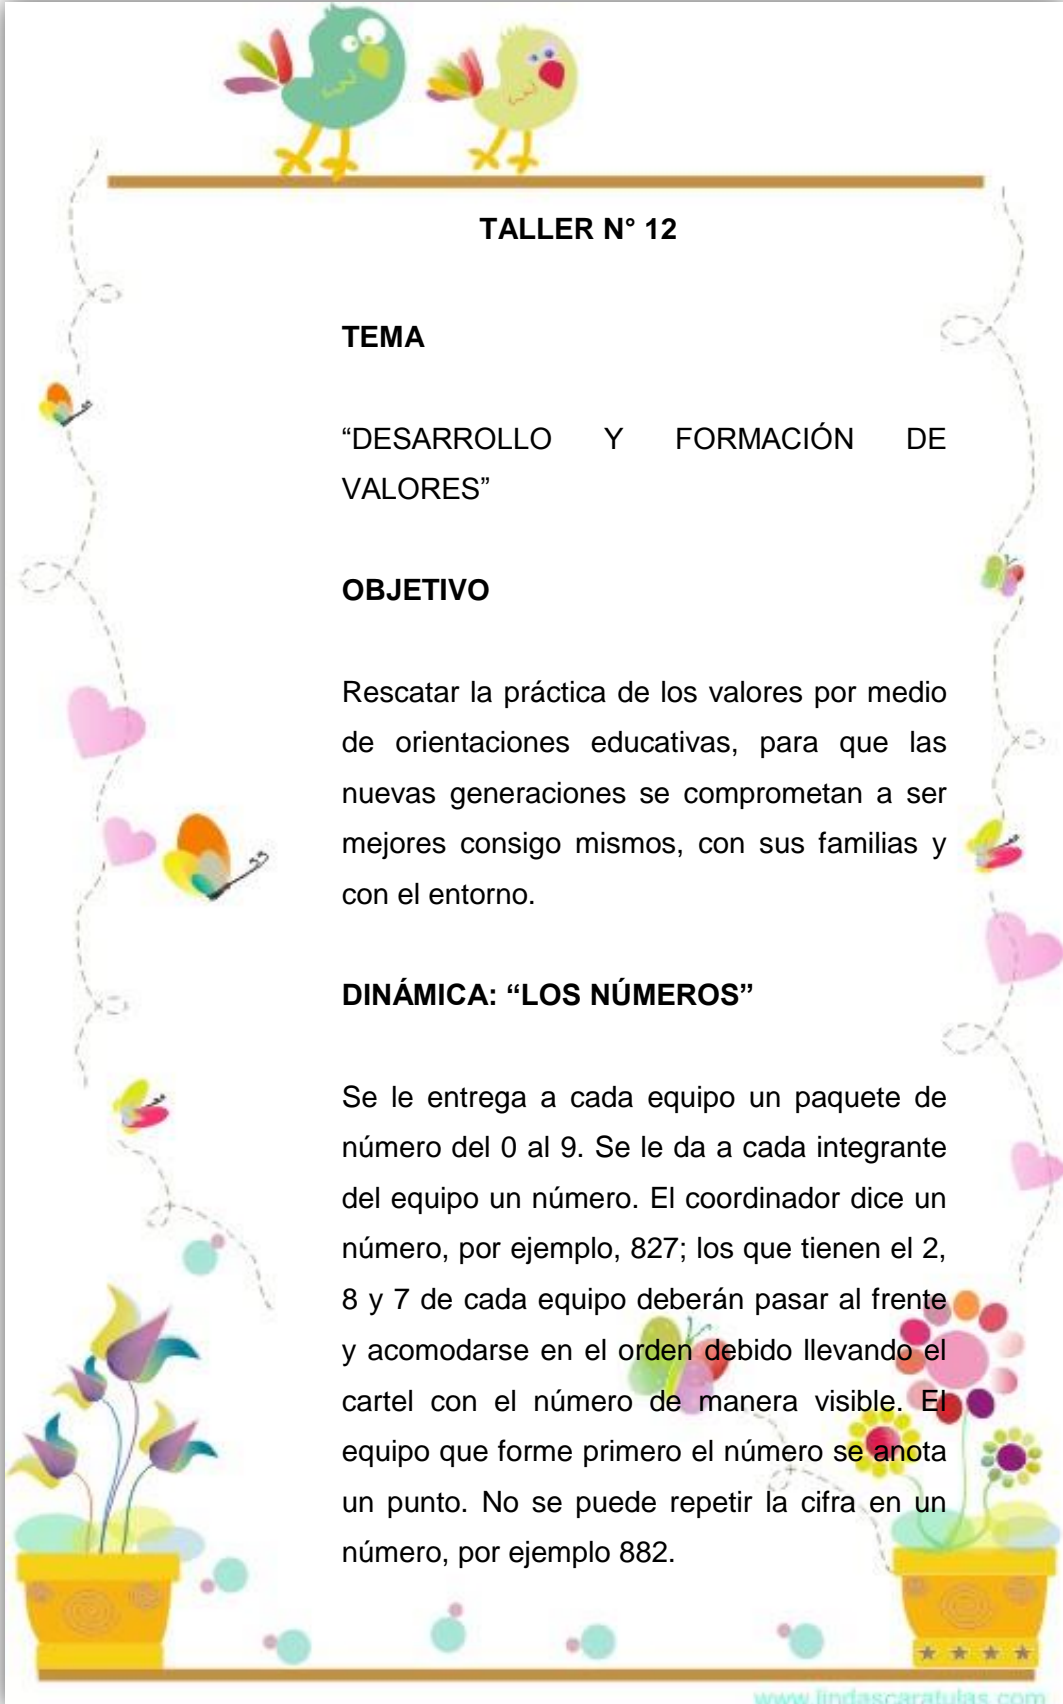 TALLER N° 12
TEMA
“DESARROLLO Y FORMACIÓN DE
VALORES”
OBJETIVO
Rescatar la práctica de los valores por medio
de orientaciones educativas, para que las
nuevas generaciones se comprometan a ser
mejores consigo mismos, con sus familias y
con el entorno.
DINÁMICA: “LOS NÚMEROS”
Se le entrega a cada equipo un paquete de
número del 0 al 9. Se le da a cada integrante
del equipo un número. El coordinador dice un
número, por ejemplo, 827; los que tienen el 2,
8 y 7 de cada equipo deberán pasar al frente
y acomodarse en el orden debido llevando el
cartel con el número de manera visible. El
equipo que forme primero el número se anota
un punto. No se puede repetir la cifra en un
número, por ejemplo 882.
www.lindascaratulas.com